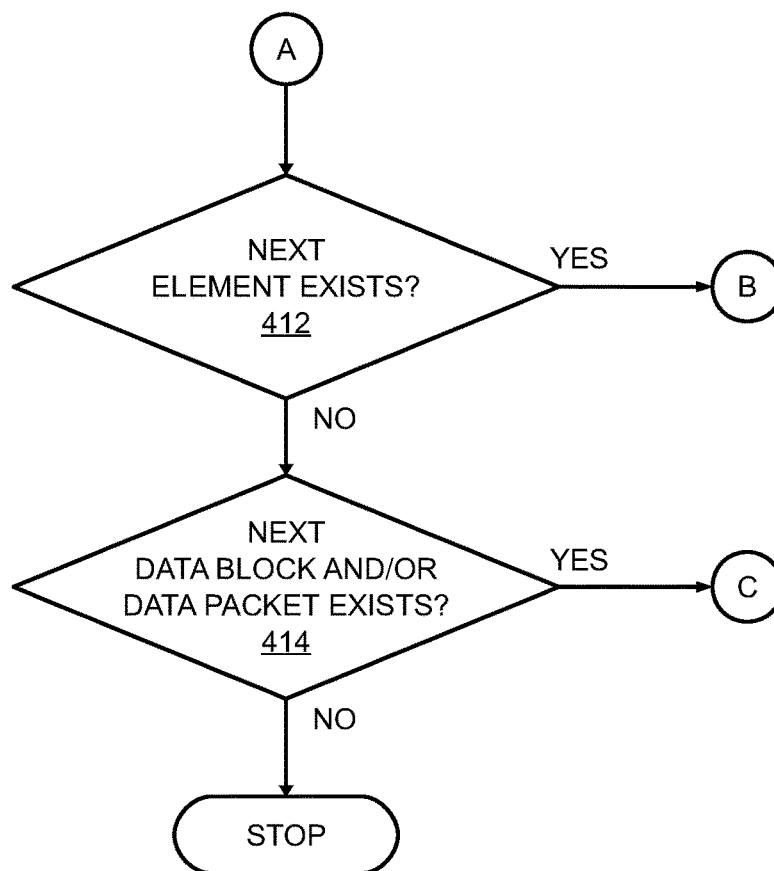 A
NEXT
ELEMENT EXISTS?
412
YES
B
NO
NEXT
DATA BLOCK AND/OR
DATA PACKET EXISTS?
414
YES
C
NO
STOP